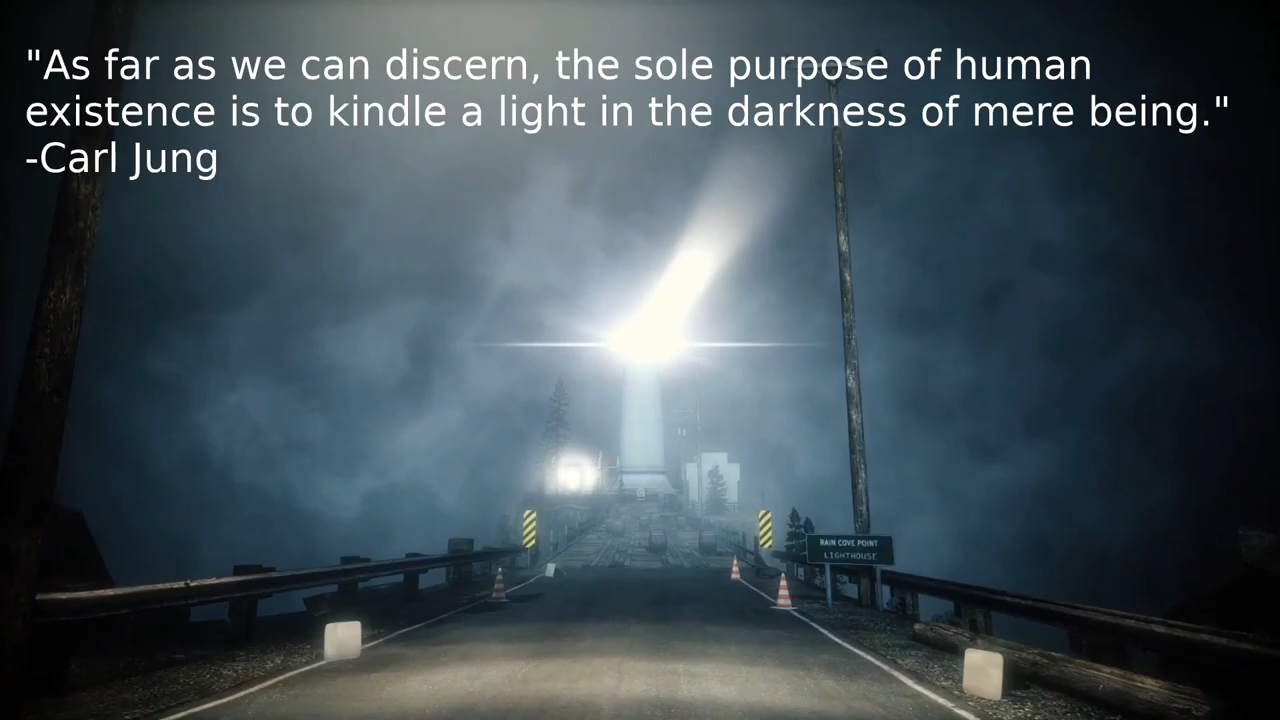 "As far as we can discern, the sole purpose of human
existence is to kindle a light in the darkness of mere being."
-Carl Jung
RAIN COVE POINT
LIGHTHOUSE